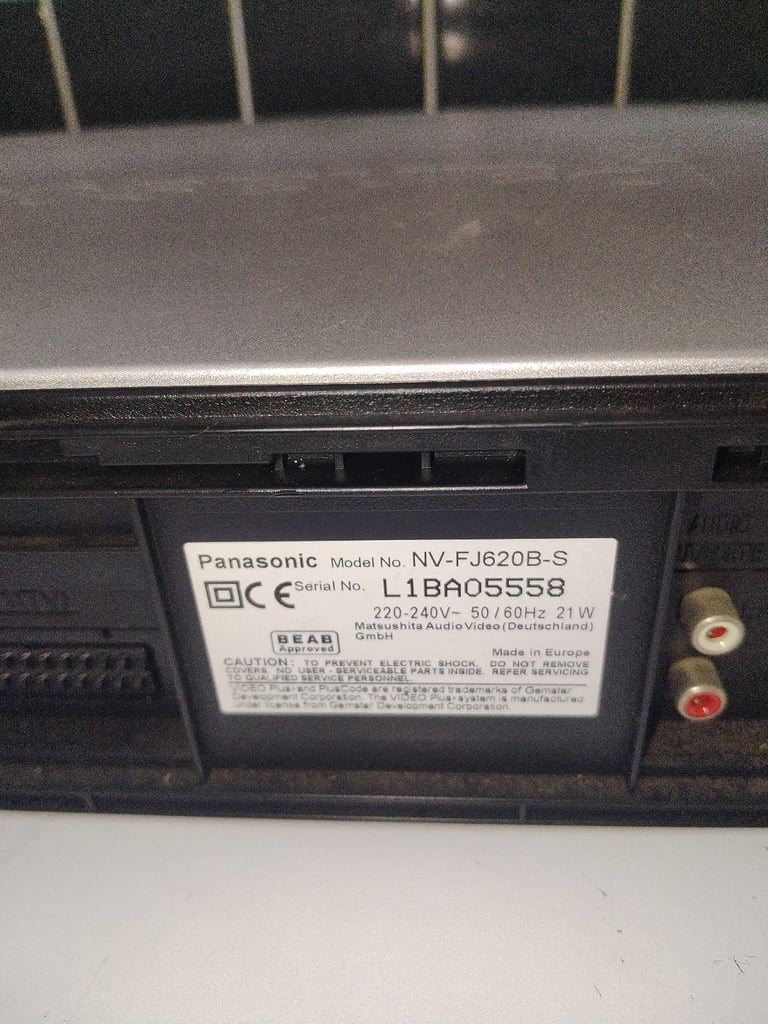 Panasonic Model No. NV-FJ620B-S
CE Serial No. L1BA05558
220-240V~ 50/60Hz 21W
Matsushita Audio Video (Deutschland)
GmbH
BEAB
Approved
Made in Europe
CAUTION: TO PREVENT ELECTRIC SHOCK. DO NOT REMOVE
COVERS. NO USER - SERVICEABLE PARTS INSIDE. REFER SERVICING
TO QUALIFIED SERVICE PERSONNEL.
VIDEO Plus+ and PlusCode are registered trademarks of Gemstar
Development Corporation. The VIDEO Plus+ system is manufactured
under license from Gemstar Development Corporation.
AUDIO